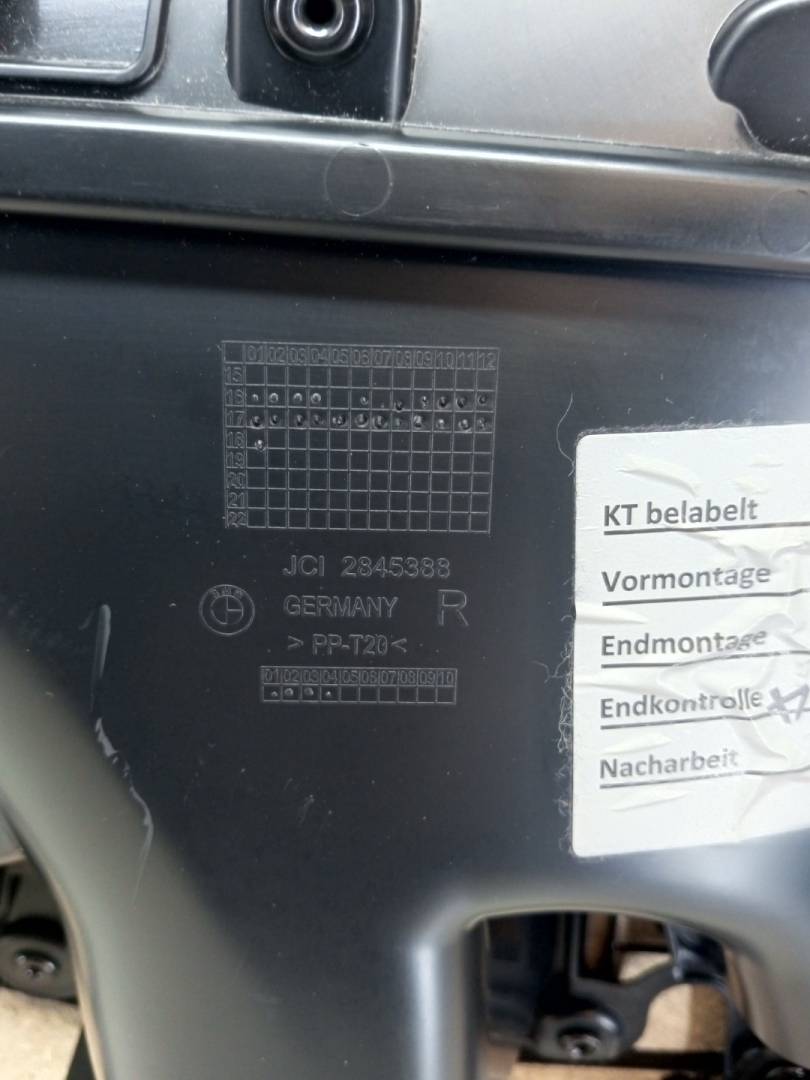 01 02 03 04 05 06 07 08 09 10 11 12
15
16
17
18
19
20
21
22
JCI 2845388
BMW
GERMANY R
> PP-T20 <
01 02 03 04 05 06 07 08 09 10
KT belabelt
Vormontage
Endmontage
Endkontrolle
Nacharbeit